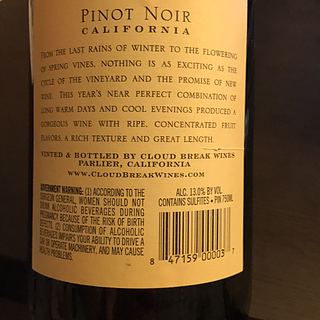 PINOT NOIR
CALIFORNIA
FROM THE LAST RAINS OF WINTER TO THE FLOWERING
OF SPRING VINES, NOTHING IS AS EXCITING AS THE
CYCLE OF THE VINEYARD AND THE PROMISE OF NEW
WINE. THIS YEAR'S NEAR PERFECT COMBINATION OF
LONG WARM DAYS AND COOL EVENINGS PRODUCED A
GORGEOUS WINE WITH RIPE, CONCENTRATED FRUIT
FLAVORS, A RICH TEXTURE AND GREAT LENGTH.
VINTED & BOTTLED BY CLOUD BREAK WINES
PARLIER, CALIFORNIA
WWW.CLOUDBREAKWINES.COM
GOVERNMENT WARNING: (1) ACCORDING TO THE
SURGEON GENERAL, WOMEN SHOULD NOT
DRINK ALCOHOLIC BEVERAGES DURING
PREGNANCY BECAUSE OF THE RISK OF BIRTH
DEFECTS. (2) CONSUMPTION OF ALCOHOLIC
BEVERAGES IMPAIRS YOUR ABILITY TO DRIVE A
CAR OR OPERATE MACHINERY, AND MAY CAUSE
HEALTH PROBLEMS.
ALC. 13.0% BY VOL.
CONTAINS SULFITES • PIN 750ML
8 47159 00003 7